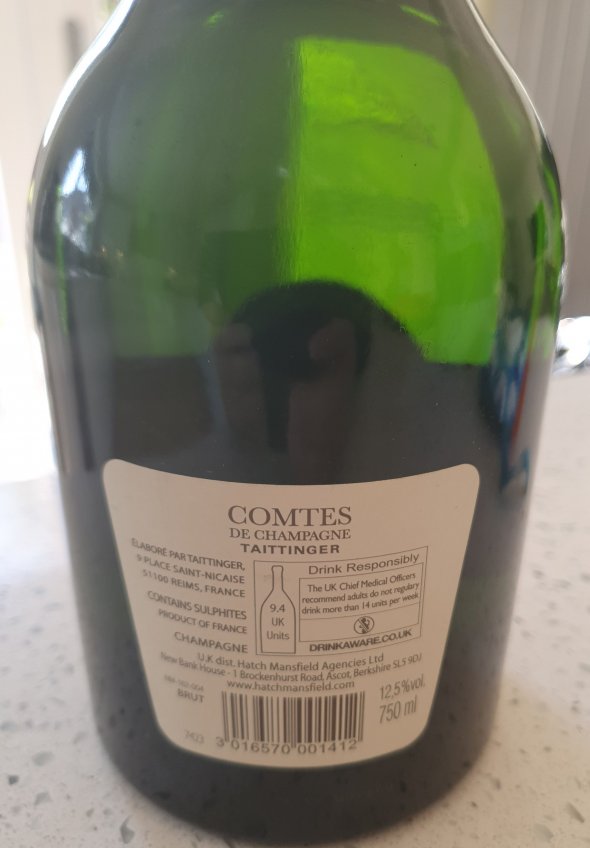 COMTES
DE CHAMPAGNE
TAITTINGER
ÉLABORÉ PAR TAITTINGER,
9 PLACE SAINT-NICAISE
51100 REIMS, FRANCE
CONTAINS SULPHITES
PRODUCT OF FRANCE
CHAMPAGNE
9.4
UK
Units
Drink Responsibly
The UK Chief Medical Officers
recommend adults do not regulary
drink more than 14 units per week
DRINKAWARE.CO.UK
U.K dist. Hatch Mansfield Agencies Ltd
New Bank House - 1 Brockenhurst Road, Ascot, Berkshire SL5 9DJ
www.hatchmansfield.com
BRUT
12,5%vol.
750 ml
7423
3 016570 001412